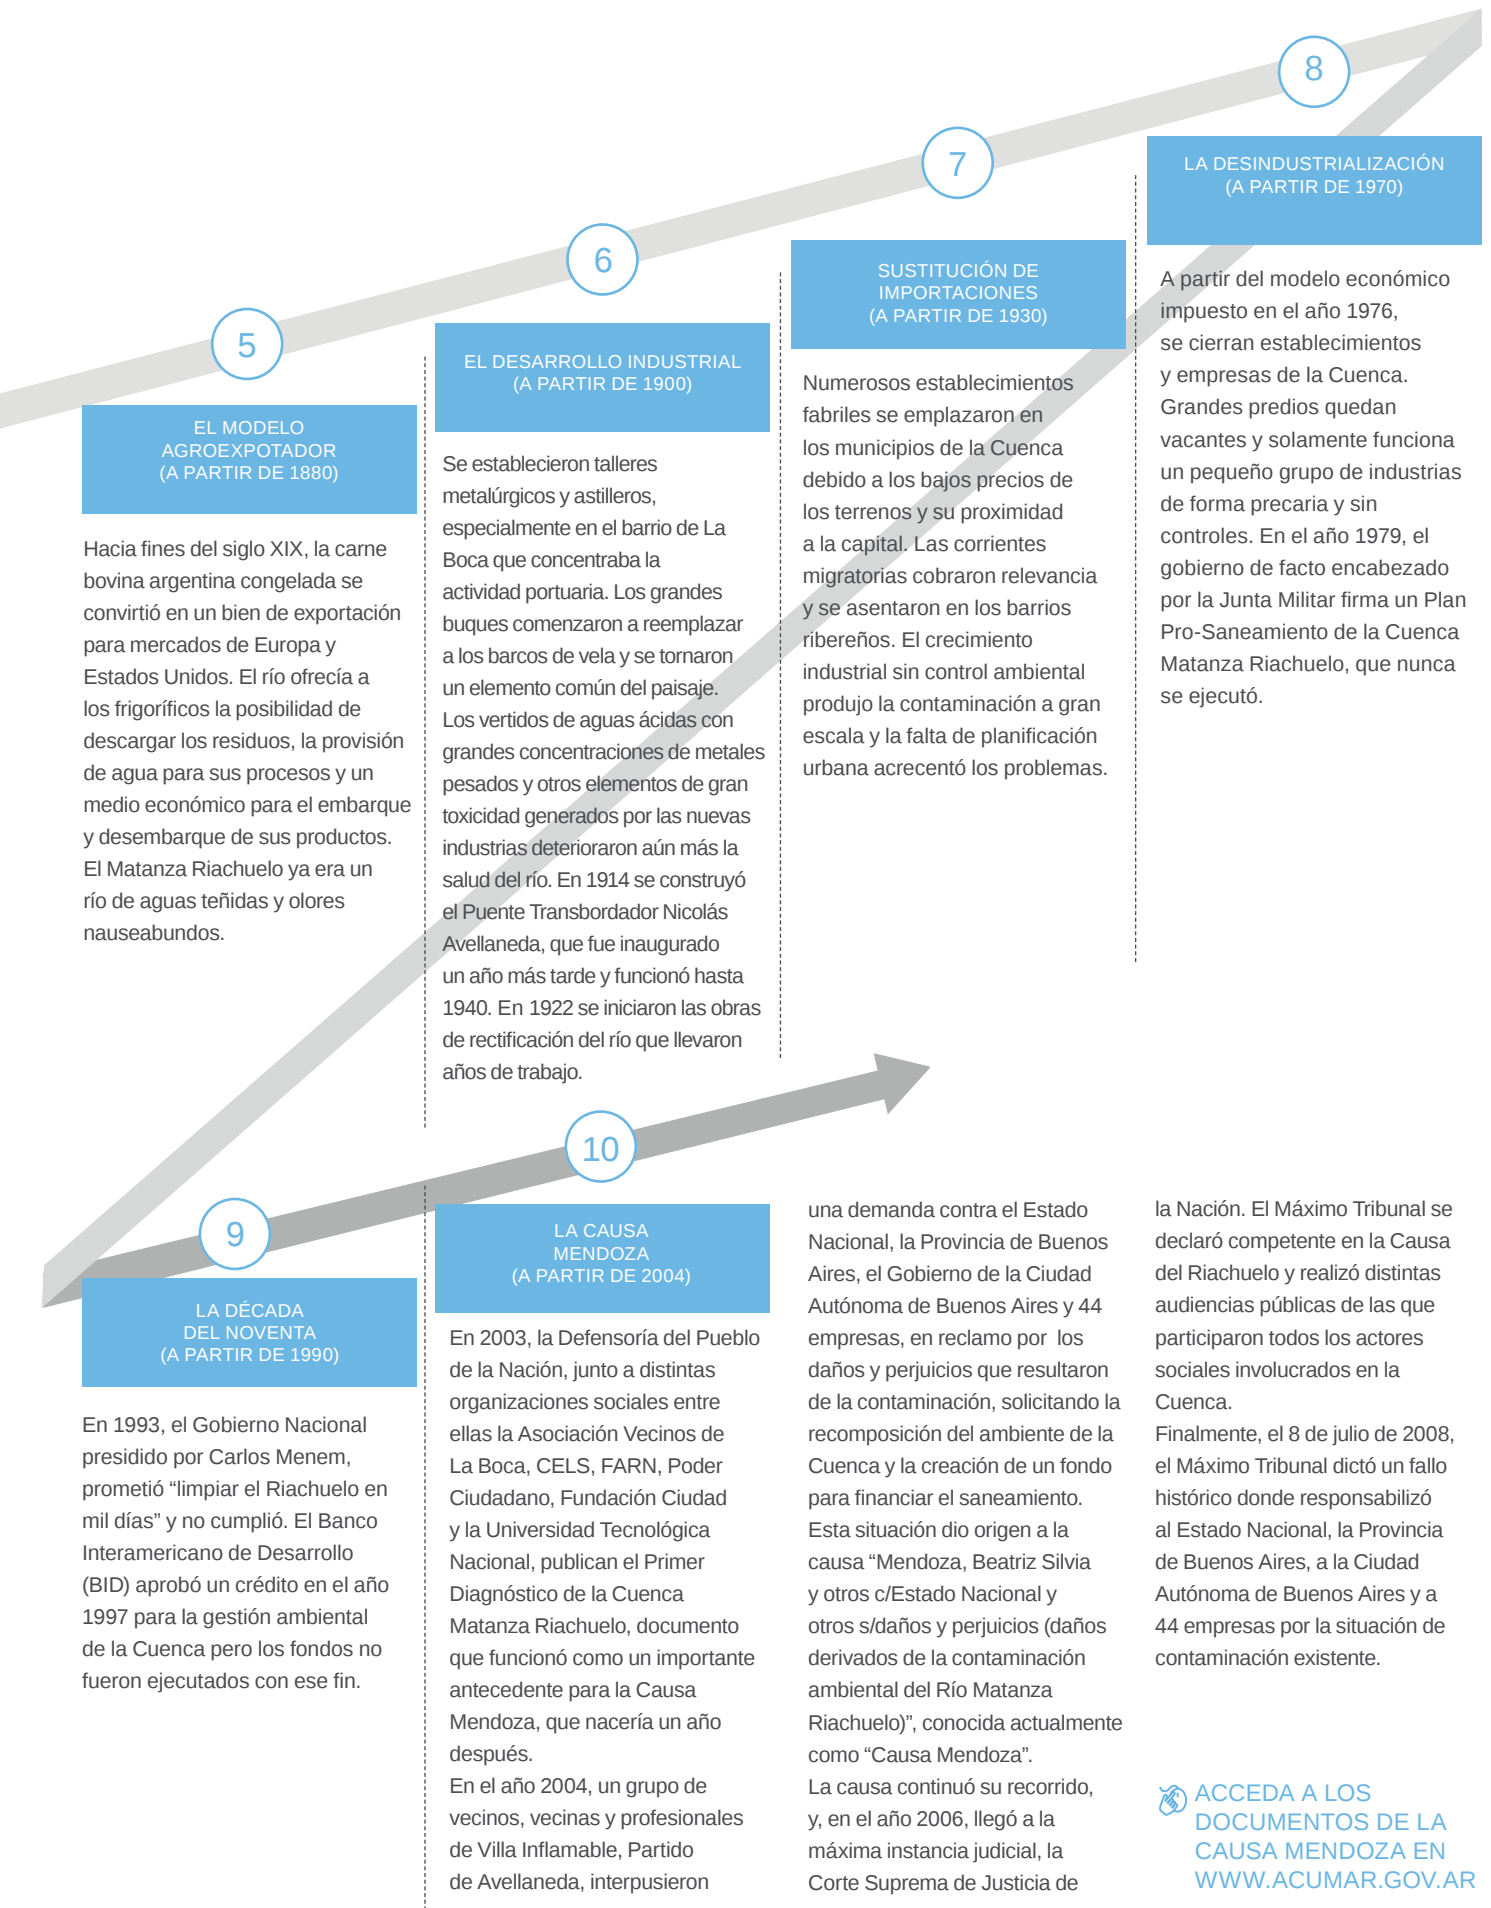 5
EL MODELO
AGROEXPOTADOR
(A PARTIR DE 1880)
Hacia fines del siglo XIX, la carne
bovina argentina congelada se
convirtió en un bien de exportación
para mercados de Europa y
Estados Unidos. El río ofrecía a
los frigoríficos la posibilidad de
descargar los residuos, la provisión
de agua para sus procesos y un
medio económico para el embarque
y desembarque de sus productos.
El Matanza Riachuelo ya era un
río de aguas teñidas y olores
nauseabundos.
6
EL DESARROLLO INDUSTRIAL
(A PARTIR DE 1900)
Se establecieron talleres
metalúrgicos y astilleros,
especialmente en el barrio de La
Boca que concentraba la
actividad portuaria. Los grandes
buques comenzaron a reemplazar
a los barcos de vela y se tornaron
un elemento común del paisaje.
Los vertidos de aguas ácidas con
grandes concentraciones de metales
pesados y otros elementos de gran
toxicidad generados por las nuevas
industrias deterioraron aún más la
salud del río. En 1914 se construyó
el Puente Transbordador Nicolás
Avellaneda, que fue inaugurado
un año más tarde y funcionó hasta
1940. En 1922 se iniciaron las obras
de rectificación del río que llevaron
años de trabajo.
7
SUSTITUCIÓN DE
IMPORTACIONES
(A PARTIR DE 1930)
Numerosos establecimientos
fabriles se emplazaron en
los municipios de la Cuenca
debido a los bajos precios de
los terrenos y su proximidad
a la capital. Las corrientes
migratorias cobraron relevancia
y se asentaron en los barrios
ribereños. El crecimiento
industrial sin control ambiental
produjo la contaminación a gran
escala y la falta de planificación
urbana acrecentó los problemas.
8
LA DESINDUSTRIALIZACIÓN
(A PARTIR DE 1970)
A partir del modelo económico
impuesto en el año 1976,
se cierran establecimientos
y empresas de la Cuenca.
Grandes predios quedan
vacantes y solamente funciona
un pequeño grupo de industrias
de forma precaria y sin
controles. En el año 1979, el
gobierno de facto encabezado
por la Junta Militar firma un Plan
Pro-Saneamiento de la Cuenca
Matanza Riachuelo, que nunca
se ejecutó.
9
LA DÉCADA
DEL NOVENTA
(A PARTIR DE 1990)
En 1993, el Gobierno Nacional
presidido por Carlos Menem,
prometió “limpiar el Riachuelo en
mil días” y no cumplió. El Banco
Interamericano de Desarrollo
(BID) aprobó un crédito en el año
1997 para la gestión ambiental
de la Cuenca pero los fondos no
fueron ejecutados con ese fin.
10
LA CAUSA
MENDOZA
(A PARTIR DE 2004)
En 2003, la Defensoría del Pueblo
de la Nación, junto a distintas
organizaciones sociales entre
ellas la Asociación Vecinos de
La Boca, CELS, FARN, Poder
Ciudadano, Fundación Ciudad
y la Universidad Tecnológica
Nacional, publican el Primer
Diagnóstico de la Cuenca
Matanza Riachuelo, documento
que funcionó como un importante
antecedente para la Causa
Mendoza, que nacería un año
después.
En el año 2004, un grupo de
vecinos, vecinas y profesionales
de Villa Inflamable, Partido
de Avellaneda, interpusieron
una demanda contra el Estado
Nacional, la Provincia de Buenos
Aires, el Gobierno de la Ciudad
Autónoma de Buenos Aires y 44
empresas, en reclamo por los
daños y perjuicios que resultaron
de la contaminación, solicitando la
recomposición del ambiente de la
Cuenca y la creación de un fondo
para financiar el saneamiento.
Esta situación dio origen a la
causa “Mendoza, Beatriz Silvia
y otros c/Estado Nacional y
otros s/daños y perjuicios (daños
derivados de la contaminación
ambiental del Río Matanza
Riachuelo)”, conocida actualmente
como “Causa Mendoza”.
La causa continuó su recorrido,
y, en el año 2006, llegó a la
máxima instancia judicial, la
Corte Suprema de Justicia de
la Nación. El Máximo Tribunal se
declaró competente en la Causa
del Riachuelo y realizó distintas
audiencias públicas de las que
participaron todos los actores
sociales involucrados en la
Cuenca.
Finalmente, el 8 de julio de 2008,
el Máximo Tribunal dictó un fallo
histórico donde responsabilizó
al Estado Nacional, la Provincia
de Buenos Aires, a la Ciudad
Autónoma de Buenos Aires y a
44 empresas por la situación de
contaminación existente.
ACCEDA A LOS
DOCUMENTOS DE LA
CAUSA MENDOZA EN
WWW.ACUMAR.GOV.AR